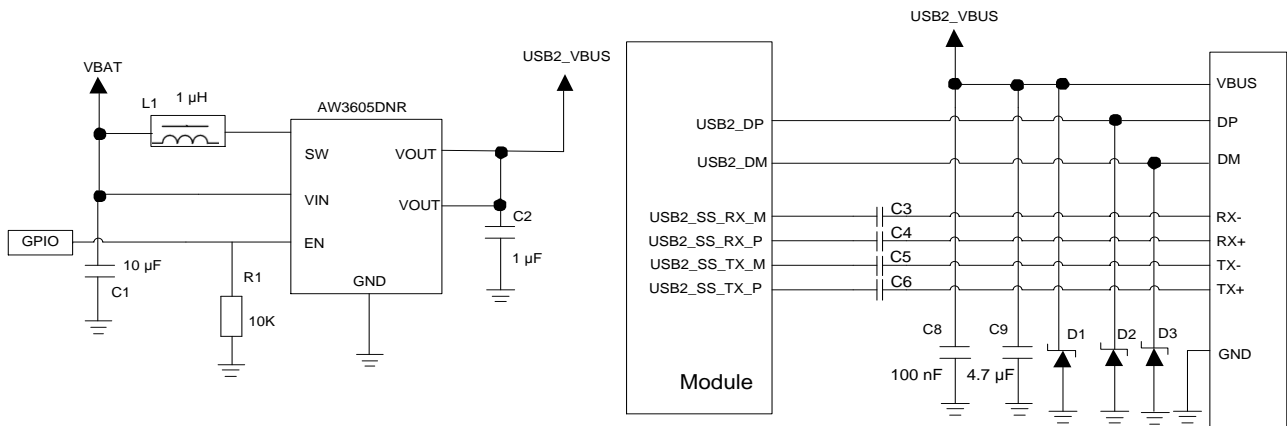 VBAT
L1
1 µH
AW3605DNR
USB2_VBUS
SW
VOUT
VIN
VOUT
GPIO
EN
C2
1 µF
10 µF
C1
R1
10K
GND
USB2_VBUS
VBUS
USB2_DP
DP
USB2_DM
DM
USB2_SS_RX_M
C3
RX-
USB2_SS_RX_P
C4
RX+
USB2_SS_TX_M
C5
TX-
USB2_SS_TX_P
C6
TX+
C8
C9
D1
D2
D3
GND
100 nF
4.7 µF
Module